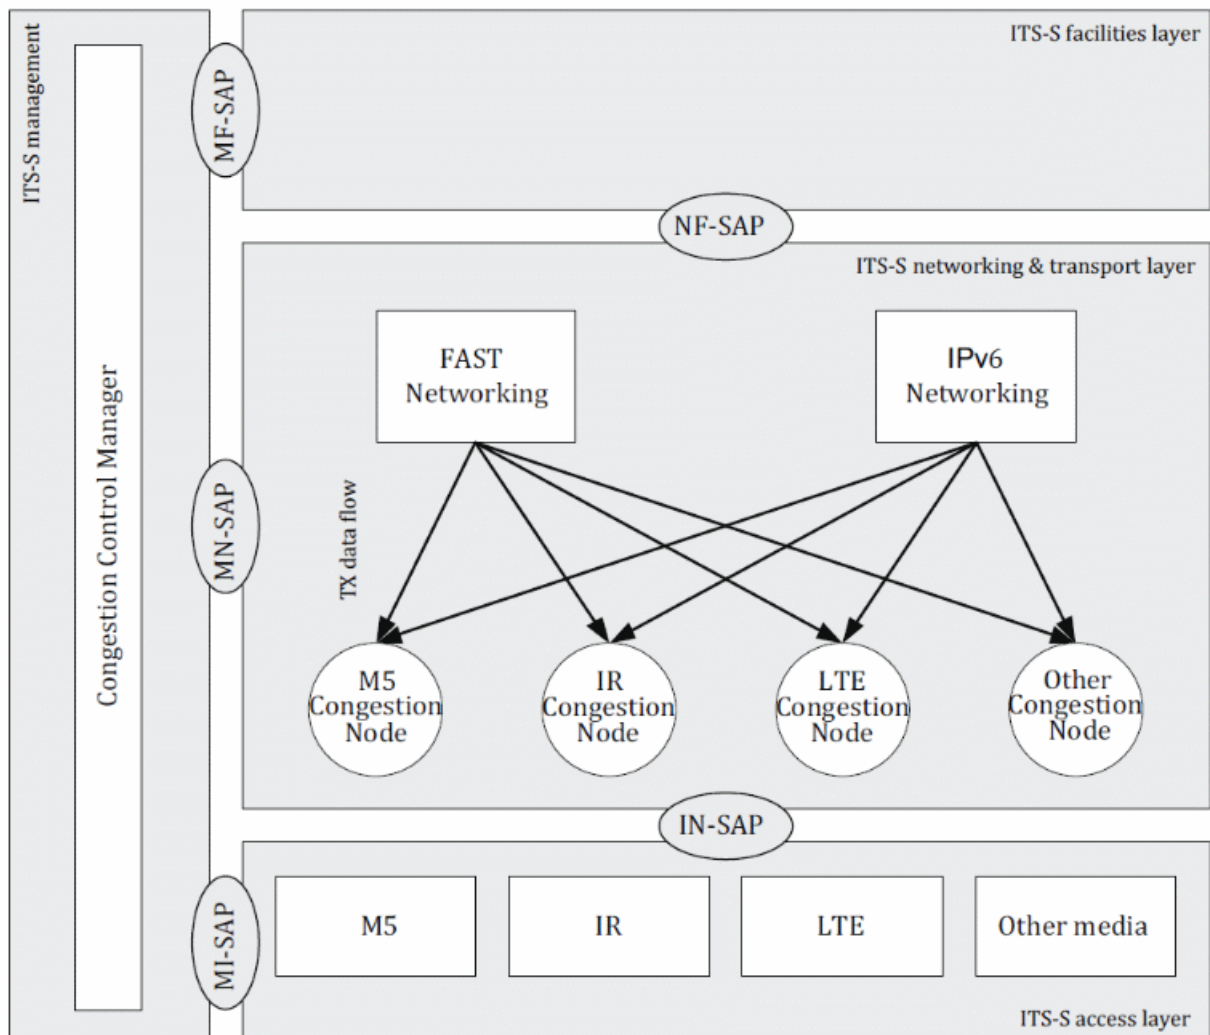 ITS-S management
Congestion Control Manager
MF-SAP
ITS-S facilities layer
NF-SAP
ITS-S networking & transport layer
FAST
Networking
IPv6
Networking
MN-SAP
TX data flow
M5
Congestion
Node
IR
Congestion
Node
LTE
Congestion
Node
Other
Congestion
Node
IN-SAP
MI-SAP
M5
IR
LTE
Other media
ITS-S access layer